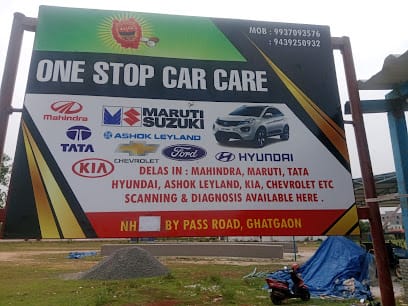 MOB : 9937093576
: 9439250932
ONE STOP CAR CARE
Mahindra
MARUTI
SUZUKI
TATA
ASHOK LEYLAND
CHEVROLET
Ford
HYUNDAI
KIA
DELAS IN : MAHINDRA, MARUTI, TATA
HYUNDAI, ASHOK LEYLAND, KIA, CHEVROLET ETC
SCANNING & DIAGNOSIS AVAILABLE HERE .
NH BY PASS ROAD, GHATGAON